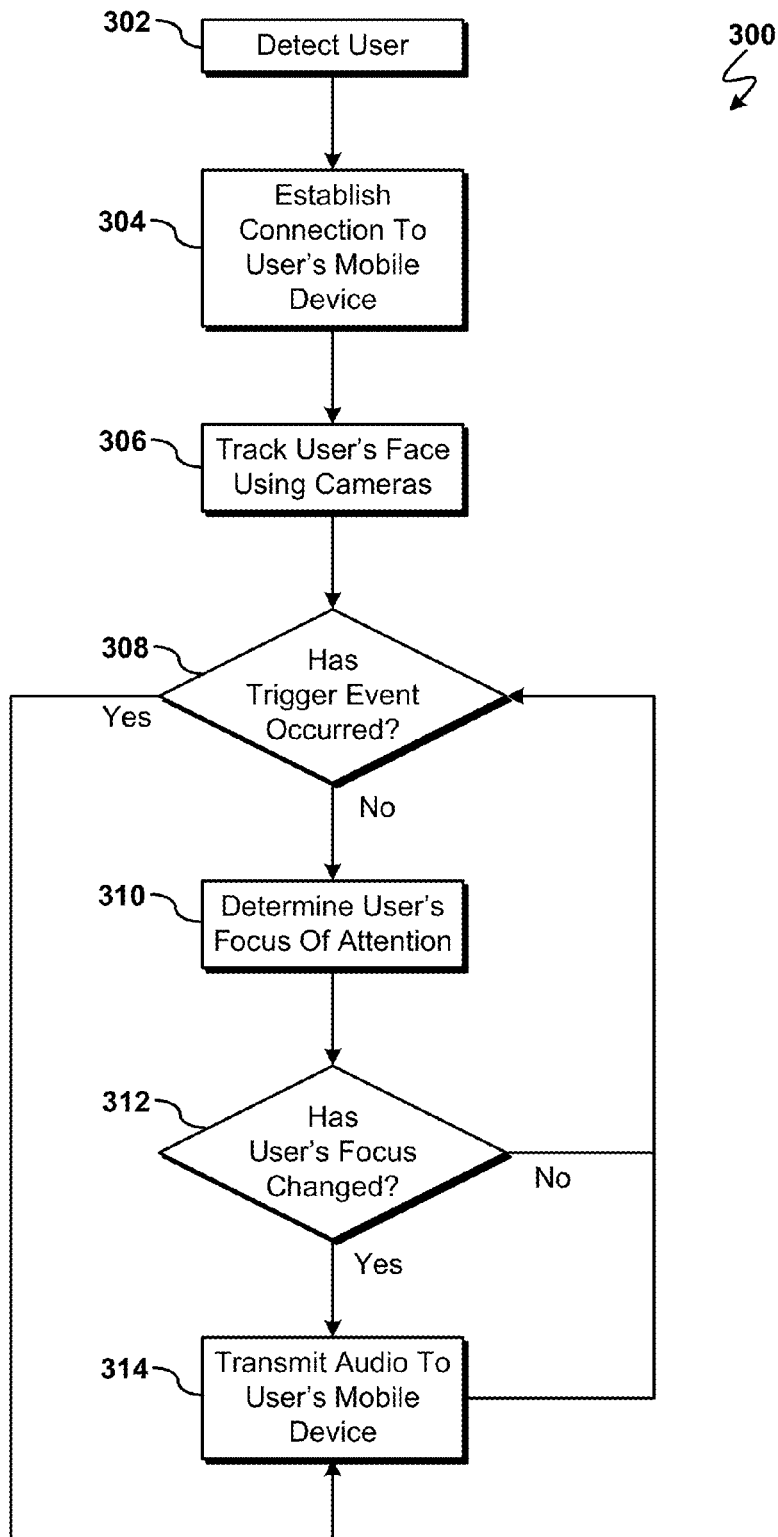 302
Detect User
300
304
Establish
Connection To
User's Mobile
Device
306
Track User's Face
Using Cameras
308
Has
Trigger Event
Occurred?
Yes
No
310
Determine User's
Focus Of Attention
312
Has
User's Focus
Changed?
No
Yes
314
Transmit Audio To
User's Mobile
Device